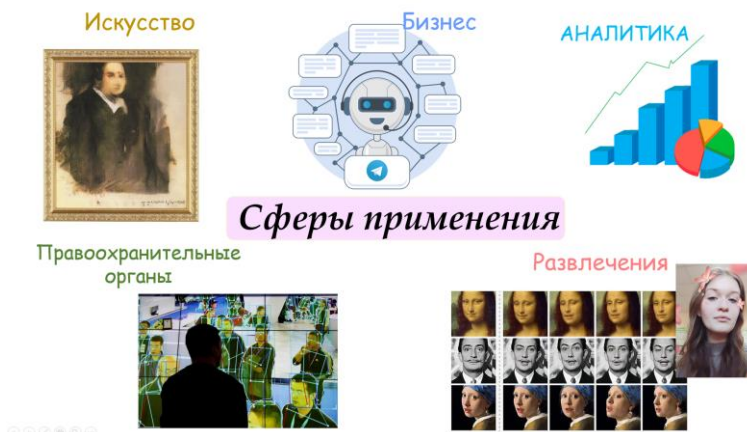 Искусство
Бизнес
АНАЛИТИКА
Сферы применения
Правоохранительные
органы
Развлечения